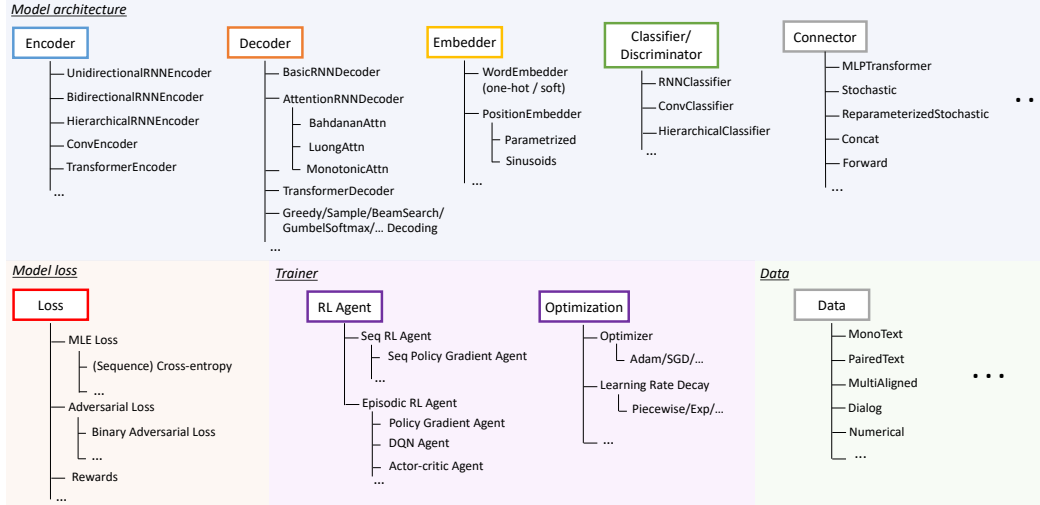 Model architecture
Encoder
UnidirectionalRNNEncoder
BidirectionalRNNEncoder
HierarchicalRNNEncoder
ConvEncoder
TransformerEncoder
...
Decoder
BasicRNNDecoder
AttentionRNNDecoder
BahdananAttn
LuongAttn
MonotonicAttn
TransformerDecoder
Greedy/Sample/BeamSearch/
GumbelSoftmax/... Decoding
...
Embedder
WordEmbedder
(one-hot / soft)
PositionEmbedder
Parametrized
Sinusoids
...
Classifier/
Discriminator
RNNClassifier
ConvClassifier
HierarchicalClassifier
...
Connector
MLPTransformer
Stochastic
ReparameterizedStochastic
Concat
Forward
...
..
Model loss
Loss
MLE Loss
(Sequence) Cross-entropy
...
Adversarial Loss
Binary Adversarial Loss
...
Rewards
...
Trainer
RL Agent
Seq RL Agent
Seq Policy Gradient Agent
...
Episodic RL Agent
Policy Gradient Agent
DQN Agent
Actor-critic Agent
...
Optimization
Optimizer
Adam/SGD/...
Learning Rate Decay
Piecewise/Exp/...
...
Data
Data
MonoText
PairedText
MultiAligned
Dialog
Numerical
...
...